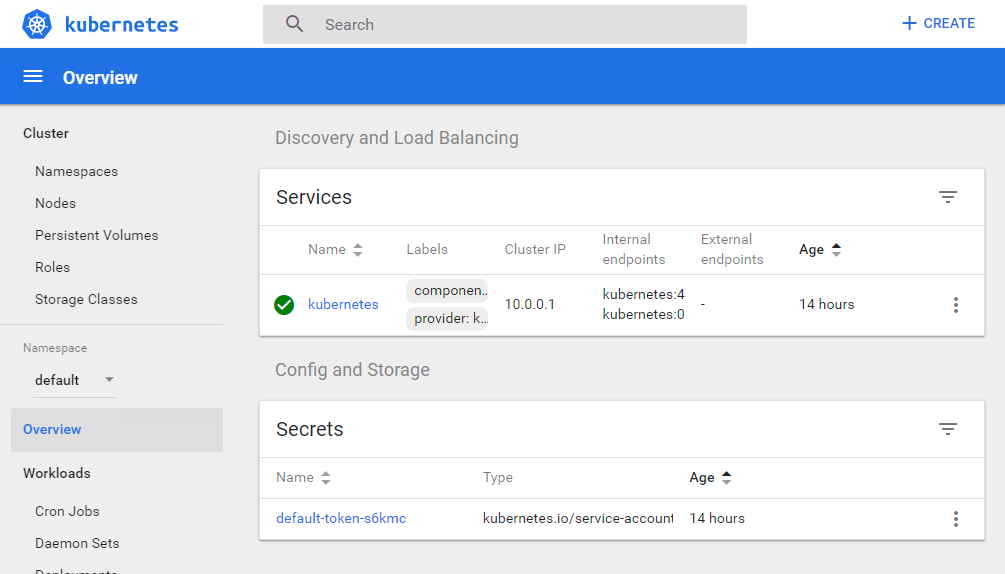 kubernetes
Search
CREATE
Overview
Cluster
Namespaces
Nodes
Persistent Volumes
Roles
Storage Classes
Namespace
default
Overview
Workloads
Cron Jobs
Daemon Sets
Deployments
Discovery and Load Balancing
Services
Name Labels Cluster IP Internal endpoints External endpoints Age
kubernetes componen.. provider: k... 10.0.0.1 kubernetes:4 kubernetes:0 - 14 hours
Config and Storage
Secrets
Name Type Age
default-token-s6kmc kubernetes.io/service-account 14 hours